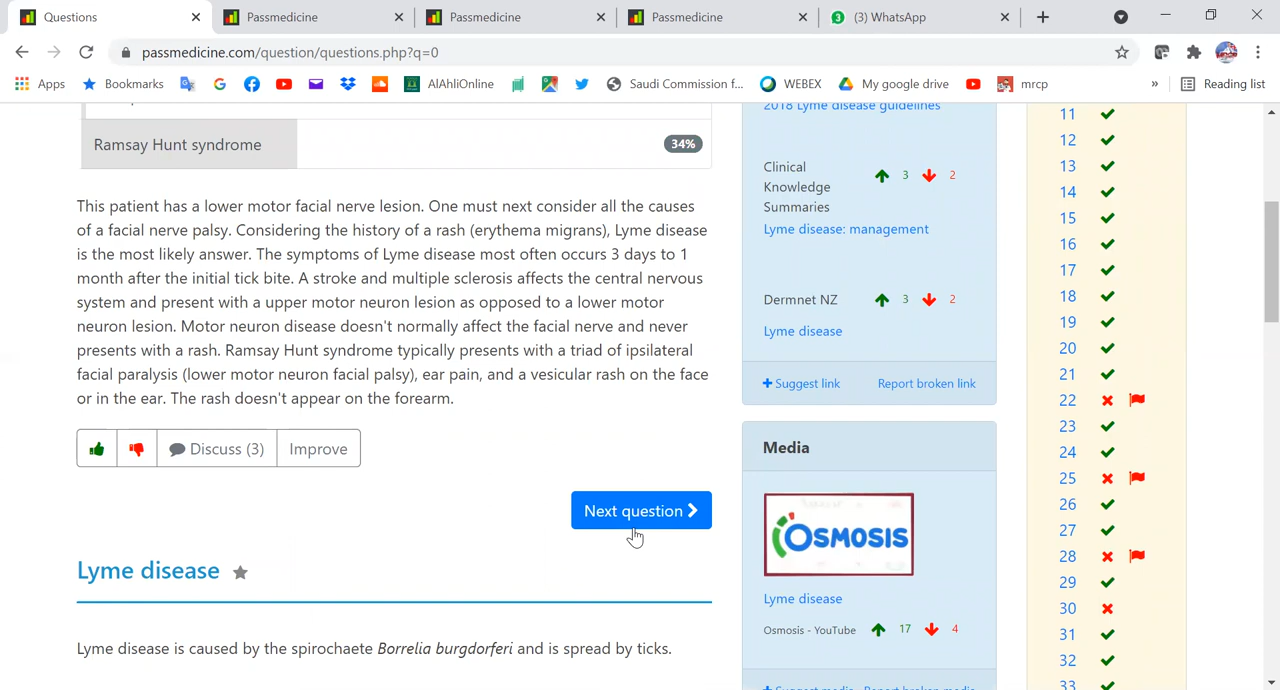 Questions
Passmedicine
Passmedicine
Passmedicine
3
(3) WhatsApp
passmedicine.com/question/questions.php?q=0
Apps
Bookmarks
AlAhliOnline
Saudi Commission f...
WEBEX
My google drive
mrcp
»
Reading list
Ramsay Hunt syndrome
34%
This patient has a lower motor facial nerve lesion. One must next consider all the causes
of a facial nerve palsy. Considering the history of a rash (erythema migrans), Lyme disease
is the most likely answer. The symptoms of Lyme disease most often occurs 3 days to 1
month after the initial tick bite. A stroke and multiple sclerosis affects the central nervous
system and present with a upper motor neuron lesion as opposed to a lower motor
neuron lesion. Motor neuron disease doesn't normally affect the facial nerve and never
presents with a rash. Ramsay Hunt syndrome typically presents with a triad of ipsilateral
facial paralysis (lower motor neuron facial palsy), ear pain, and a vesicular rash on the face
or in the ear. The rash doesn't appear on the forearm.
Discuss (3)
Improve
Next question
Lyme disease
Lyme disease is caused by the spirochaete Borrelia burgdorferi and is spread by ticks.
2018 Lyme disease guidelines
Clinical
Knowledge
Summaries
3
2
Lyme disease: management
Dermnet NZ
3
2
Lyme disease
Suggest link
Report broken link
Media
OSMOSIS
Lyme disease
Osmosis - YouTube
17
4
Suggest media
Report broken media
11
12
13
14
15
16
17
18
19
20
21
22
23
24
25
26
27
28
29
30
31
32
33